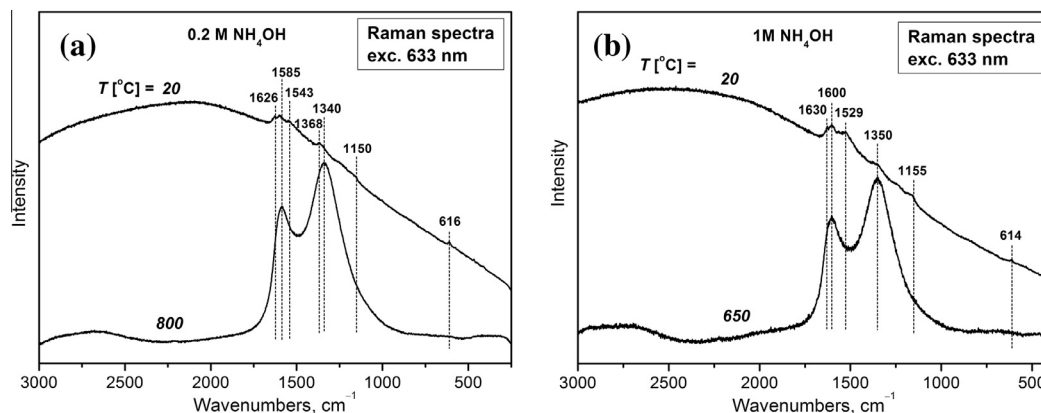 (a)
0.2 M NH₄OH
Raman spectra
exc. 633 nm
T [°C] = 20
1626
1585
1543
1368
1340
1150
616
800
Intensity
3000
2500
2000
1500
1000
500
Wavenumbers, cm⁻¹
(b)
1M NH₄OH
Raman spectra
exc. 633 nm
T [°C] =
20
1630
1600
1529
1350
1155
614
650
Intensity
3000
2500
2000
1500
1000
500
Wavenumbers, cm⁻¹